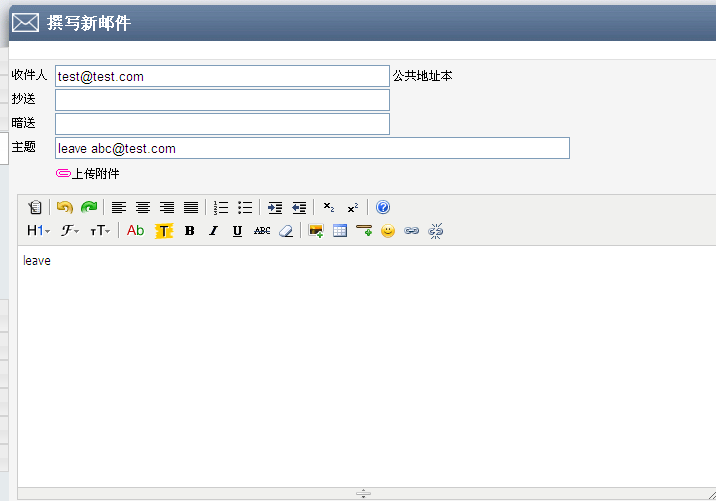 撰写新邮件
收件人 test@test.com 公共地址本
抄送
暗送
主题 leave abc@test.com
上传附件
H1 ℱ тT Ab T B I U ABC
leave